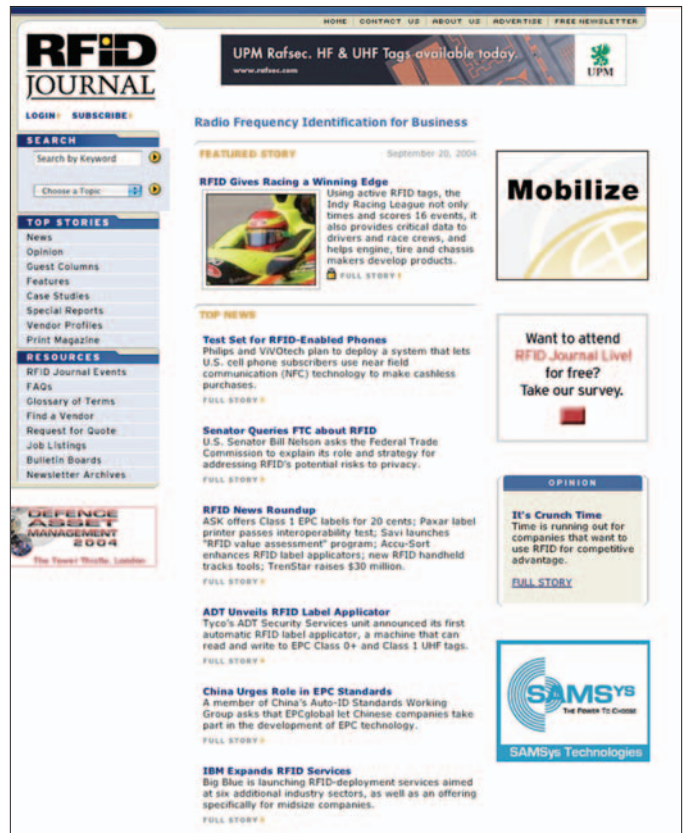 HOME | CONTACT US | ABOUT US | ADVERTISE | FREE NEWSLETTER
RFiD
JOURNAL
UPM Rafsec. HF & UHF Tags available today.
www.rafsec.com
UPM
LOGIN SUBSCRIBE
SEARCH
Search by Keyword
Choose a Topic
TOP STORIES
News
Opinion
Guest Columns
Features
Case Studies
Special Reports
Vendor Profiles
Print Magazine
RESOURCES
RFID Journal Events
FAQs
Glossary of Terms
Find a Vendor
Request for Quote
Job Listings
Bulletin Boards
Newsletter Archives
DEFENCE
ASSET
MANAGEMENT
2004
The Tower Thistle, London
Radio Frequency Identification for Business
FEATURED STORY September 20, 2004
RFID Gives Racing a Winning Edge
Using active RFID tags, the
Indy Racing League not only
times and scores 16 events, it
also provides critical data to
drivers and race crews, and
helps engine, tire and chassis
makers develop products.
FULL STORY
TOP NEWS
Test Set for RFID-Enabled Phones
Philips and ViVOtech plan to deploy a system that lets
U.S. cell phone subscribers use near field
communication (NFC) technology to make cashless
purchases.
FULL STORY
Senator Queries FTC about RFID
U.S. Senator Bill Nelson asks the Federal Trade
Commission to explain its role and strategy for
addressing RFID's potential risks to privacy.
FULL STORY
RFID News Roundup
ASK offers Class 1 EPC labels for 20 cents; Paxar label
printer passes interoperability test; Savi launches
"RFID value assessment" program; Accu-Sort
enhances RFID label applicators; new RFID handheld
tracks tools; TrenStar raises $30 million.
FULL STORY
ADT Unveils RFID Label Applicator
Tyco's ADT Security Services unit announced its first
automatic RFID label applicator, a machine that can
read and write to EPC Class 0+ and Class 1 UHF tags.
FULL STORY
China Urges Role in EPC Standards
A member of China's Auto-ID Standards Working
Group asks that EPCglobal let Chinese companies take
part in the development of EPC technology.
FULL STORY
IBM Expands RFID Services
Big Blue is launching RFID-deployment services aimed
at six additional industry sectors, as well as an offering
specifically for midsize companies.
FULL STORY
Mobilize
Want to attend
RFID Journal Live!
for free?
Take our survey.
OPINION
It's Crunch Time
Time is running out for
companies that want to
use RFID for competitive
advantage.
FULL STORY
SAMSYS
THE POWER TO CHOOSE
SAMSys Technologies